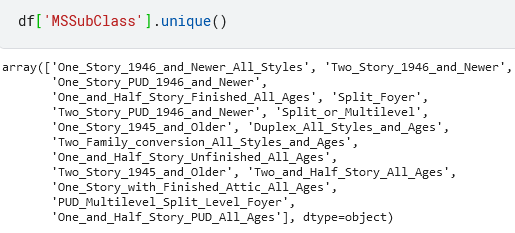 df['MSSubClass'].unique()
array(['One_Story_1946_and_Newer_All_Styles', 'Two_Story_1946_and_Newer',
'One_Story_PUD_1946_and_Newer',
'One_and_Half_Story_Finished_All_Ages', 'Split_Foyer',
'Two_Story_PUD_1946_and_Newer', 'Split_or_Multilevel',
'One_Story_1945_and_Older', 'Duplex_All_Styles_and_Ages',
'Two_Family_conversion_All_Styles_and_Ages',
'One_and_Half_Story_Unfinished_All_Ages',
'Two_Story_1945_and_Older', 'Two_and_Half_Story_All_Ages',
'One_Story_with_Finished_Attic_All_Ages',
'PUD_Multilevel_Split_Level_Foyer',
'One_and_Half_Story_PUD_All_Ages'], dtype=object)